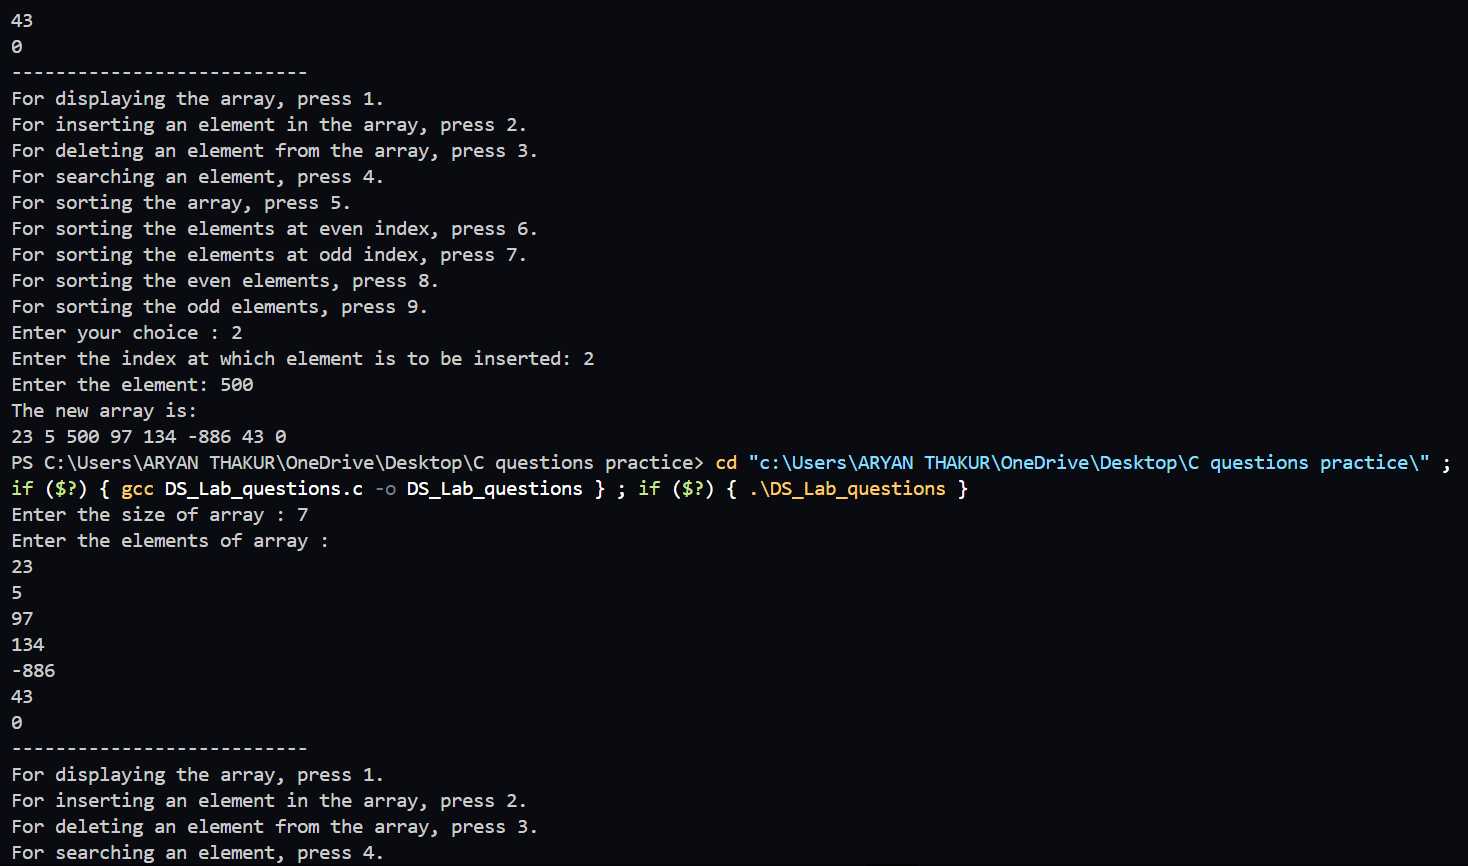 43
0
---------------------------
For displaying the array, press 1.
For inserting an element in the array, press 2.
For deleting an element from the array, press 3.
For searching an element, press 4.
For sorting the array, press 5.
For sorting the elements at even index, press 6.
For sorting the elements at odd index, press 7.
For sorting the even elements, press 8.
For sorting the odd elements, press 9.
Enter your choice : 2
Enter the index at which element is to be inserted: 2
Enter the element: 500
The new array is:
23 5 500 97 134 -886 43 0
PS C:\Users\ARYAN THAKUR\OneDrive\Desktop\C questions practice> cd "c:\Users\ARYAN THAKUR\OneDrive\Desktop\C questions practice\" ;
if ($?) { gcc DS_Lab_questions.c -o DS_Lab_questions } ; if ($?) { .\DS_Lab_questions }
Enter the size of array : 7
Enter the elements of array :
23
5
97
134
-886
43
0
---------------------------
For displaying the array, press 1.
For inserting an element in the array, press 2.
For deleting an element from the array, press 3.
For searching an element, press 4.